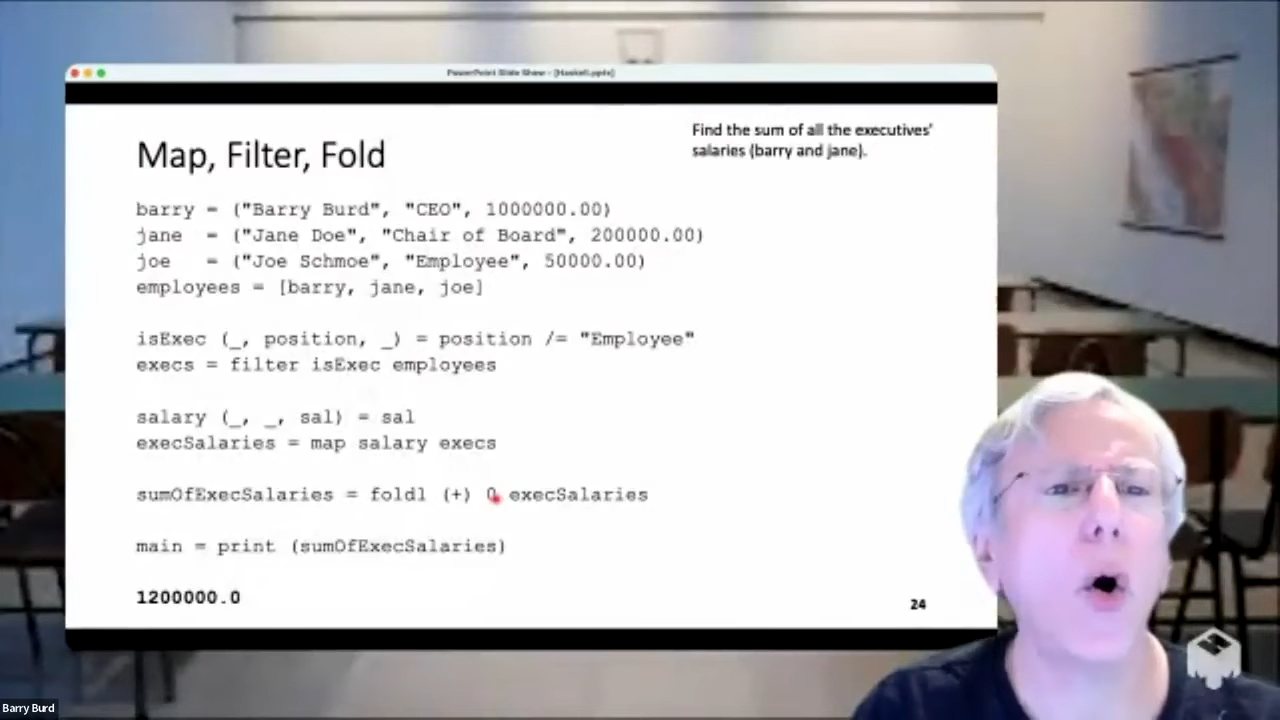 PowerPoint Slide Show - [Haskell.pptx]
Map, Filter, Fold
Find the sum of all the executives'
salaries (barry and jane).
barry = ("Barry Burd", "CEO", 1000000.00)
jane  = ("Jane Doe", "Chair of Board", 200000.00)
joe   = ("Joe Schmoe", "Employee", 50000.00)
employees = [barry, jane, joe]
isExec (_, position, _) = position /= "Employee"
execs = filter isExec employees
salary (_, _, sal) = sal
execSalaries = map salary execs
sumOfExecSalaries = foldl (+) 0 execSalaries
main = print (sumOfExecSalaries)
1200000.0
24
Barry Burd